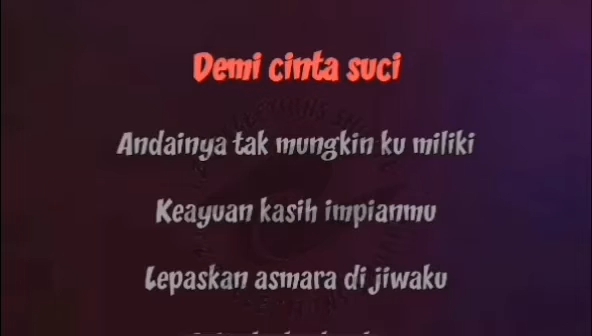 Demi cinta suci
Andainya tak mungkin ku miliki
Keayuan kasih impianmu
Lepaskan asmara di jiwaku